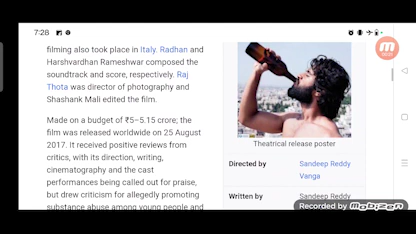 7:28
filming also took place in Italy. Radhan and
Harshvardhan Rameshwar composed the
soundtrack and score, respectively. Raj
Thota was director of photography and
Shashank Mali edited the film.
Made on a budget of ₹5–5.15 crore; the
film was released worldwide on 25 August
2017. It received positive reviews from
critics, with its direction, writing,
cinematography and the cast
performances being called out for praise,
but drew criticism for allegedly promoting
substance abuse among young people and
Theatrical release poster
Directed by Sandeep Reddy
Vanga
Written by Sandeep Reddy
Recorded by Mobizen